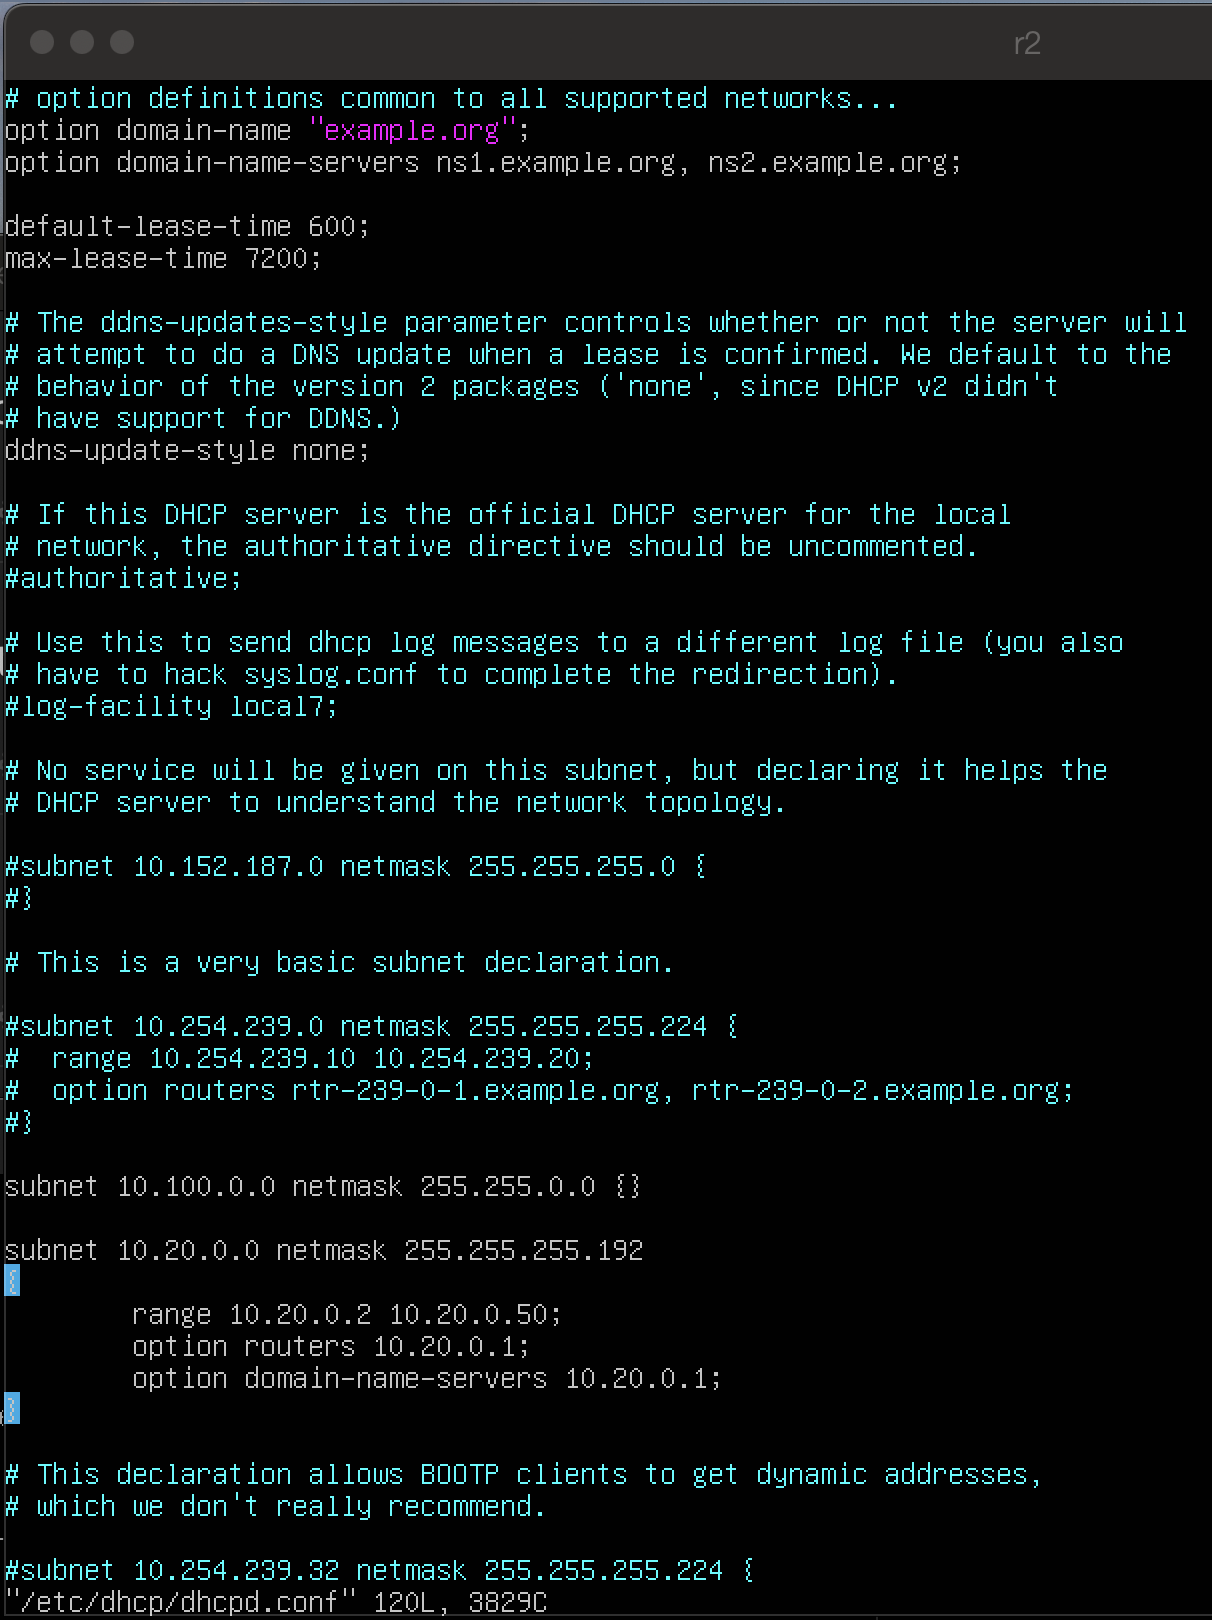 r2
# option definitions common to all supported networks...
option domain-name "example.org";
option domain-name-servers ns1.example.org, ns2.example.org;
default-lease-time 600;
max-lease-time 7200;
# The ddns-updates-style parameter controls whether or not the server will
# attempt to do a DNS update when a lease is confirmed. We default to the
# behavior of the version 2 packages ('none', since DHCP v2 didn't
# have support for DDNS.)
ddns-update-style none;
# If this DHCP server is the official DHCP server for the local
# network, the authoritative directive should be uncommented.
#authoritative;
# Use this to send dhcp log messages to a different log file (you also
# have to hack syslog.conf to complete the redirection).
#log-facility local7;
# No service will be given on this subnet, but declaring it helps the
# DHCP server to understand the network topology.
#subnet 10.152.187.0 netmask 255.255.255.0 {
#}
# This is a very basic subnet declaration.
#subnet 10.254.239.0 netmask 255.255.255.224 {
#  range 10.254.239.10 10.254.239.20;
#  option routers rtr-239-0-1.example.org, rtr-239-0-2.example.org;
#}
subnet 10.100.0.0 netmask 255.255.0.0 {}
subnet 10.20.0.0 netmask 255.255.255.192
{
        range 10.20.0.2 10.20.0.50;
        option routers 10.20.0.1;
        option domain-name-servers 10.20.0.1;
}
# This declaration allows BOOTP clients to get dynamic addresses,
# which we don't really recommend.
#subnet 10.254.239.32 netmask 255.255.255.224 {
"/etc/dhcp/dhcpd.conf" 120L, 3829C